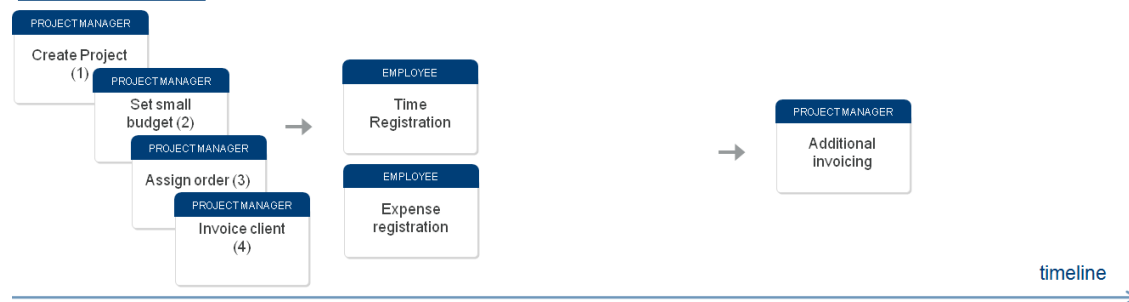 PROJECTMANAGER
Create Project
(1)
PROJECTMANAGER
Set small
budget (2)
PROJECTMANAGER
Assign order (3)
PROJECTMANAGER
Invoice client
(4)
EMPLOYEE
Time
Registration
EMPLOYEE
Expense
registration
PROJECTMANAGER
Additional
invoicing
timeline